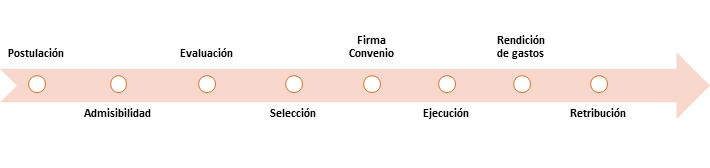 Postulación
Admisibilidad
Evaluación
Selección
Firma
Convenio
Ejecución
Rendición
de gastos
Retribución